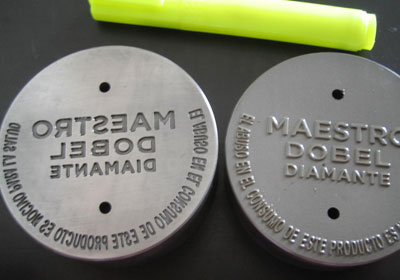 MAESTRO
DOBEL
DIAMANTE
EL ABUSO EN EL CONSUMO DE ESTE PRODUCTO ES NOCIVO PARA LA
MAESTRO
DOBEL
DIAMANTE
EL ABUSO EN EL CONSUMO DE ESTE PRODUCTO ES